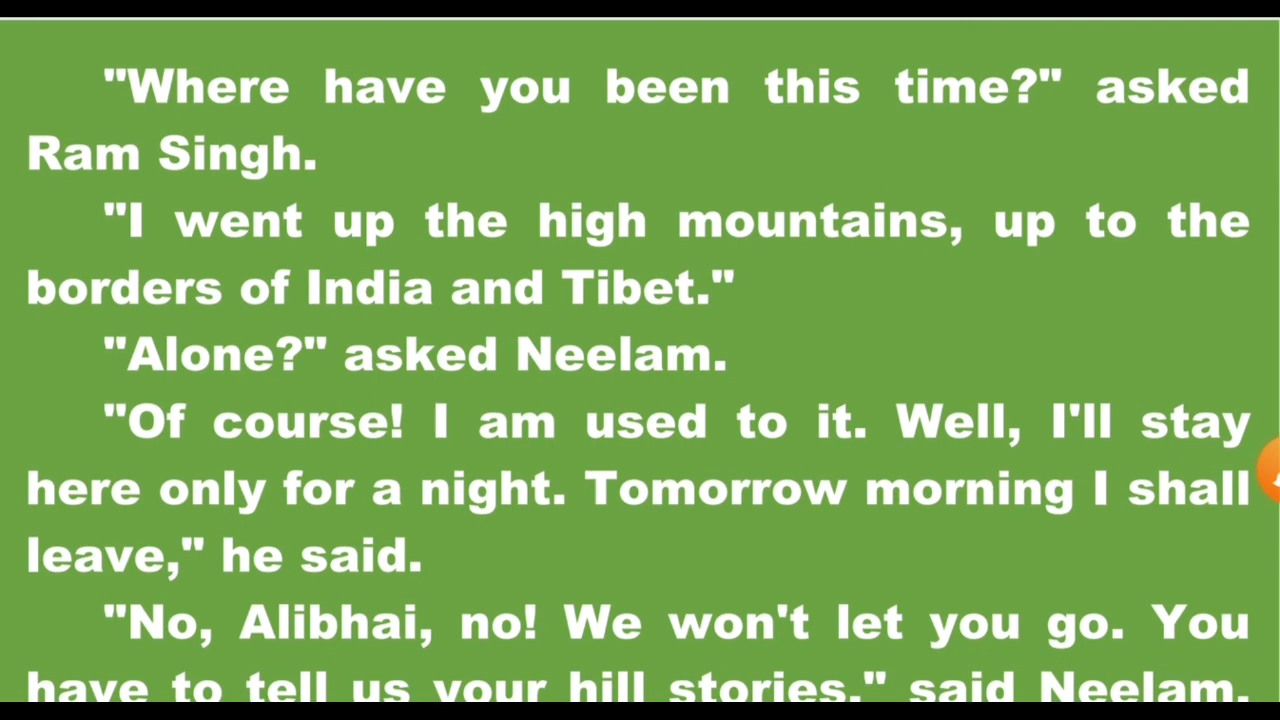 "Where have you been this time?" asked
Ram Singh.
"I went up the high mountains, up to the
borders of India and Tibet."
"Alone?" asked Neelam.
"Of course! I am used to it. Well, I'll stay
here only for a night. Tomorrow morning I shall
leave," he said.
"No, Alibhai, no! We won't let you go. You
have to tell us your hill stories." said Neelam.